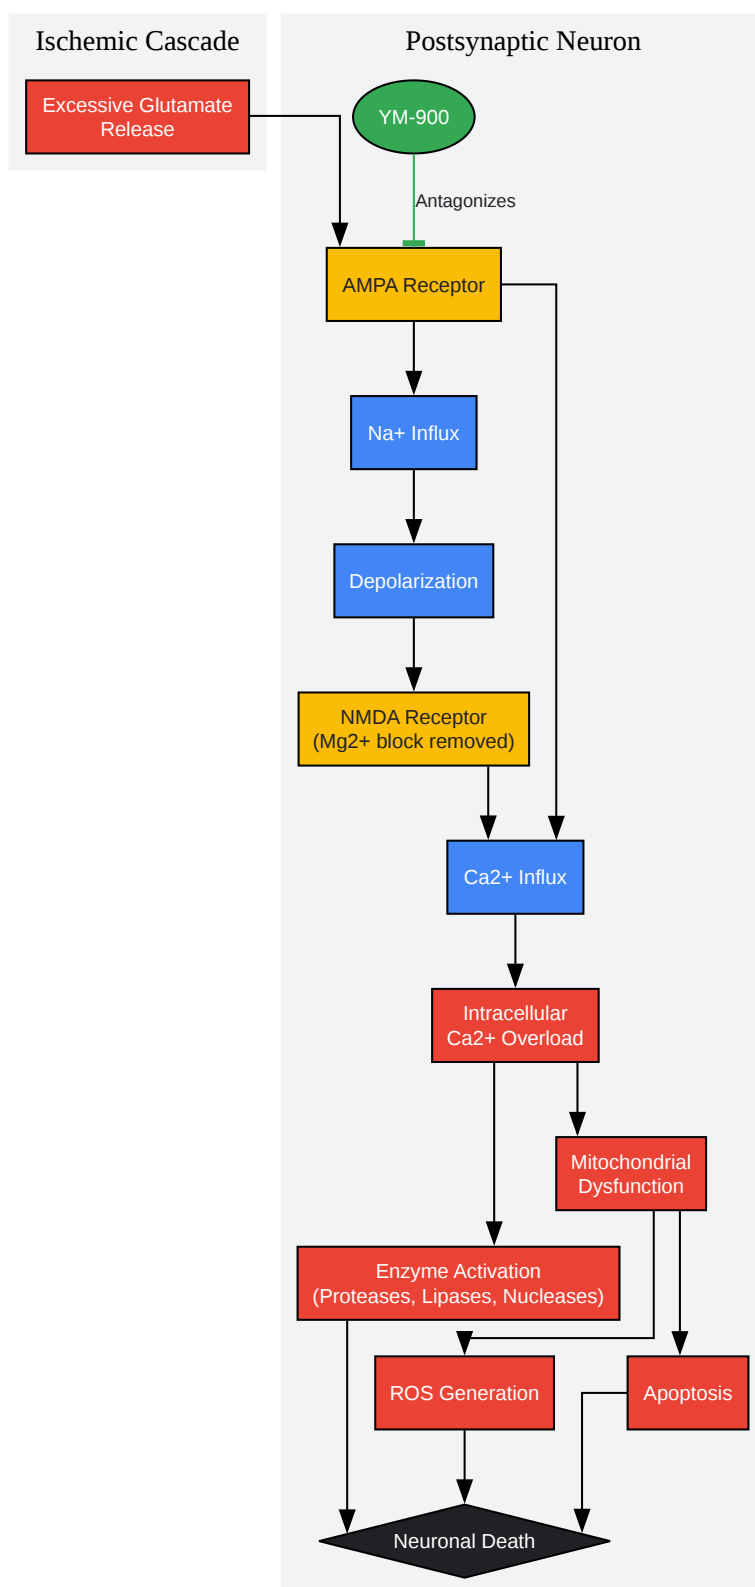 Ischemic Cascade
Postsynaptic Neuron
Excessive Glutamate
Release
YM-900
Antagonizes
AMPA Receptor
Na+ Influx
Depolarization
NMDA Receptor
(Mg2+ block removed)
Ca2+ Influx
Intracellular
Ca2+ Overload
Mitochondrial
Dysfunction
Enzyme Activation
(Proteases, Lipases, Nucleases)
ROS Generation
Apoptosis
Neuronal Death